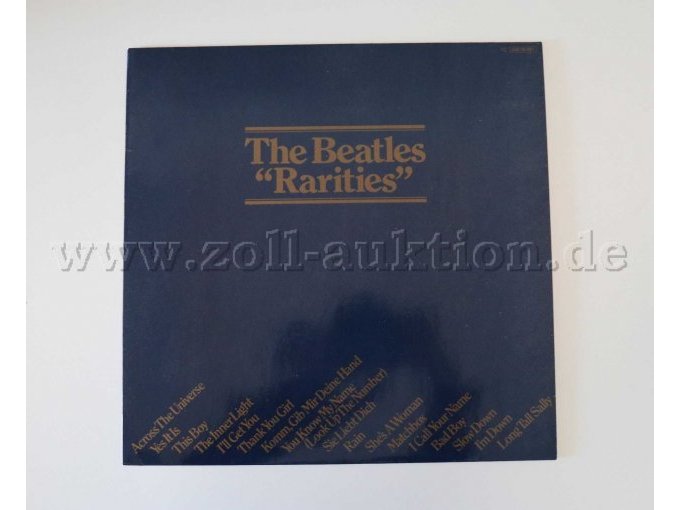 The Beatles
“Rarities”
www.zoll-auktion.de
Across The Universe
Yes It Is
This Boy
The Inner Light
I'll Get You
Thank You Girl
Komm, Gib Mir Deine Hand
You Know My Name
(Look Up The Number)
Sie Liebt Dich
Rain
She's A Woman
Matchbox
I Call Your Name
Bad Boy
Slow Down
I'm Down
Long Tall Sally